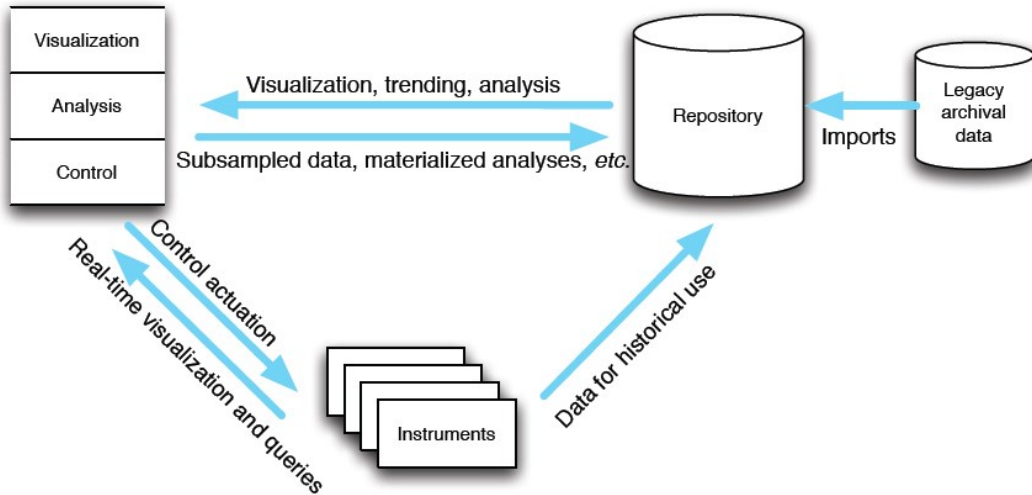 Visualization
Analysis
Control
Visualization, trending, analysis
Subsampled data, materialized analyses, etc.
Repository
Imports
Legacy
archival
data
Control actuation
Real-time visualization and queries
Instruments
Data for historical use